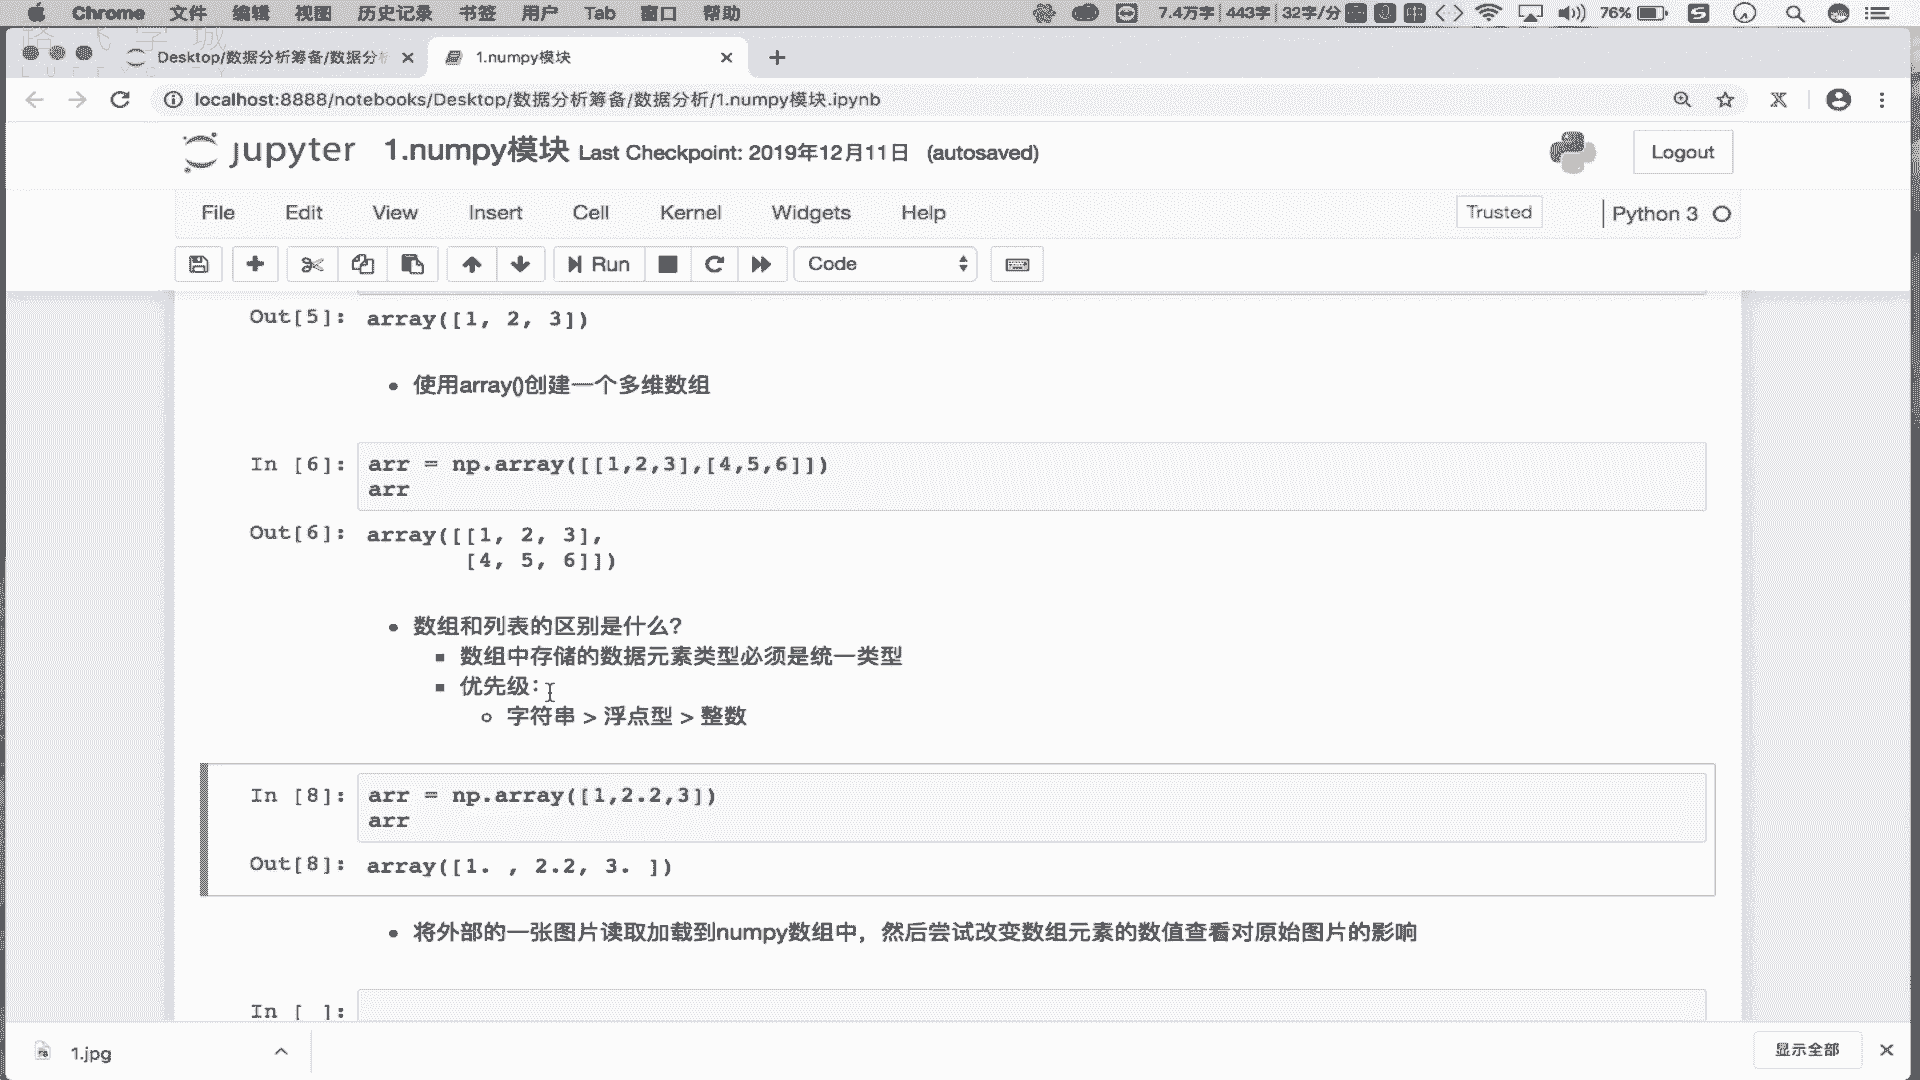 Chrome 文件 编辑 视图 历史记录 书签 用户 Tab 窗口 帮助 7.4万字 443字 32字/分 76%
Desktop/数据分析筹备/数据分析 1.numpy模块
localhost:8888/notebooks/Desktop/数据分析筹备/数据分析/1.numpy模块.ipynb
jupyter 1.numpy模块 Last Checkpoint: 2019年12月11日 (autosaved) Logout
File Edit View Insert Cell Kernel Widgets Help Trusted Python 3
Run Code
Out[5]: array([1, 2, 3])
• 使用array()创建一个多维数组
In [6]: arr = np.array([[1,2,3],[4,5,6]])
arr
Out[6]: array([[1, 2, 3],
[4, 5, 6]])
• 数组和列表的区别是什么?
▪ 数组中存储的数据元素类型必须是统一类型
▪ 优先级:
◦ 字符串 > 浮点型 > 整数
In [8]: arr = np.array([1,2.2,3])
arr
Out[8]: array([1. , 2.2, 3. ])
• 将外部的一张图片读取加载到numpy数组中，然后尝试改变数组元素的数值查看对原始图片的影响
In [ ]:
1.jpg 显示全部